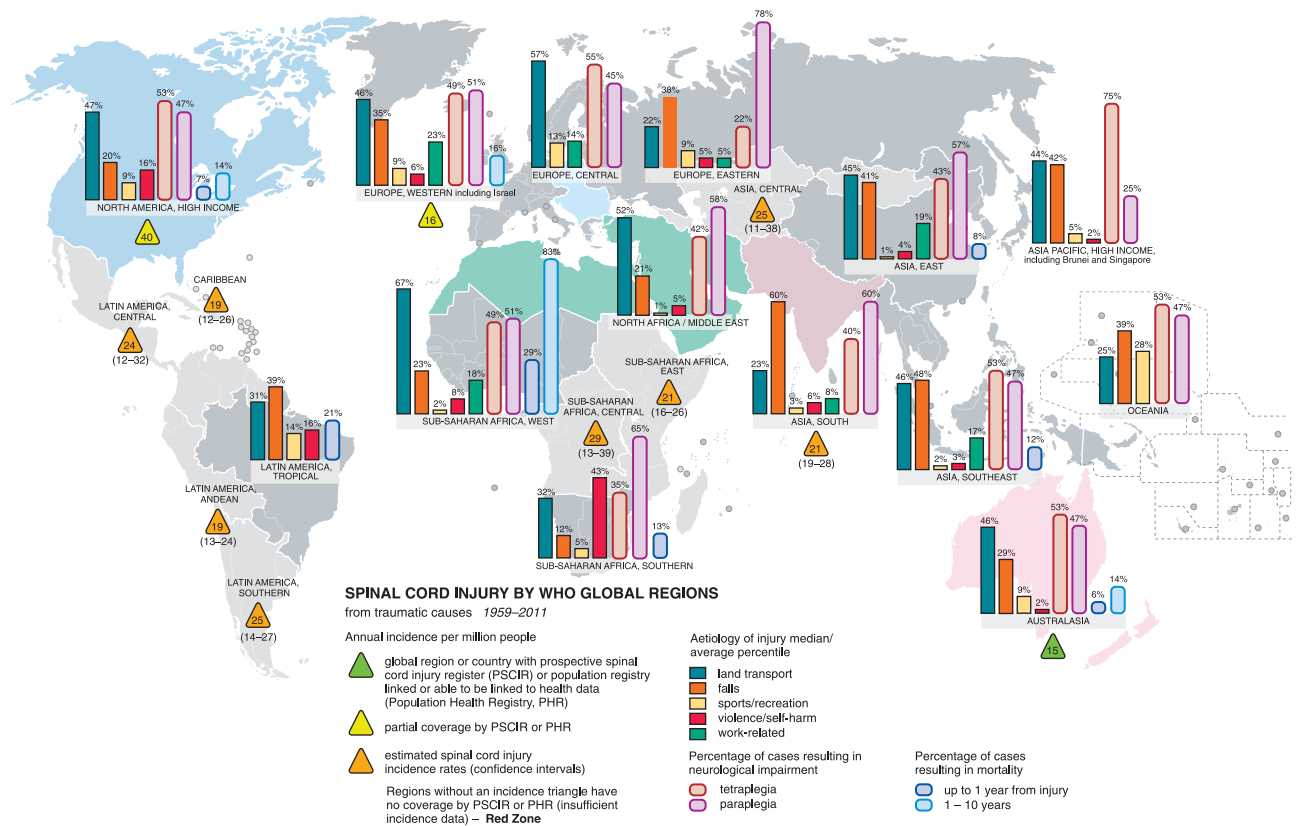 47%
20%
9%
16%
53%
47%
7%
14%
NORTH AMERICA, HIGH INCOME
40
46%
35%
9%
6%
23%
49%
51%
16%
EUROPE, WESTERN including Israel
16
57%
13%
14%
55%
45%
EUROPE, CENTRAL
22%
38%
9%
5%
5%
22%
78%
EUROPE, EASTERN
ASIA, CENTRAL
25
(11–38)
45%
41%
1%
4%
19%
43%
57%
8%
ASIA, EAST
44%
42%
5%
2%
75%
25%
ASIA PACIFIC, HIGH INCOME,
including Brunei and Singapore
CARIBBEAN
19
(12–26)
LATIN AMERICA,
CENTRAL
24
(12–32)
67%
23%
2%
8%
18%
49%
51%
29%
83%
SUB-SAHARAN AFRICA, WEST
52%
21%
1%
5%
42%
58%
NORTH AFRICA / MIDDLE EAST
SUB-SAHARAN AFRICA,
EAST
21
(16–26)
SUB-SAHARAN
AFRICA, CENTRAL
29
(13–39)
23%
60%
3%
6%
8%
40%
60%
ASIA, SOUTH
21
(19–28)
46%
48%
2%
3%
17%
53%
47%
12%
ASIA, SOUTHEAST
25%
39%
28%
53%
47%
OCEANIA
31%
39%
14%
16%
21%
LATIN AMERICA,
TROPICAL
LATIN AMERICA,
ANDEAN
19
(13–24)
LATIN AMERICA,
SOUTHERN
25
(14–27)
32%
12%
5%
43%
35%
65%
13%
SUB-SAHARAN AFRICA, SOUTHERN
46%
29%
9%
2%
53%
47%
6%
14%
AUSTRALASIA
15
SPINAL CORD INJURY BY WHO GLOBAL REGIONS
from traumatic causes 1959–2011
Annual incidence per million people
global region or country with prospective spinal
cord injury register (PSCIR) or population registry
linked or able to be linked to health data
(Population Health Registry, PHR)
partial coverage by PSCIR or PHR
estimated spinal cord injury
incidence rates (confidence intervals)
Regions without an incidence triangle have
no coverage by PSCIR or PHR (insufficient
incidence data) – Red Zone
Aetiology of injury median/
average percentile
land transport
falls
sports/recreation
violence/self-harm
work-related
Percentage of cases resulting in
neurological impairment
tetraplegia
paraplegia
Percentage of cases
resulting in mortality
up to 1 year from injury
1 – 10 years